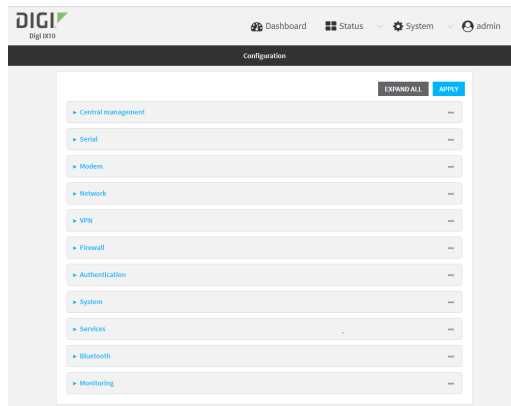 DIGI
Digi IX10
Dashboard Status System admin
Configuration
EXPAND ALL APPLY
► Central management ...
► Serial ...
► Modem ...
► Network ...
► VPN ...
► Firewall ...
► Authentication ...
► System ...
► Services ...
► Bluetooth ...
► Monitoring ...